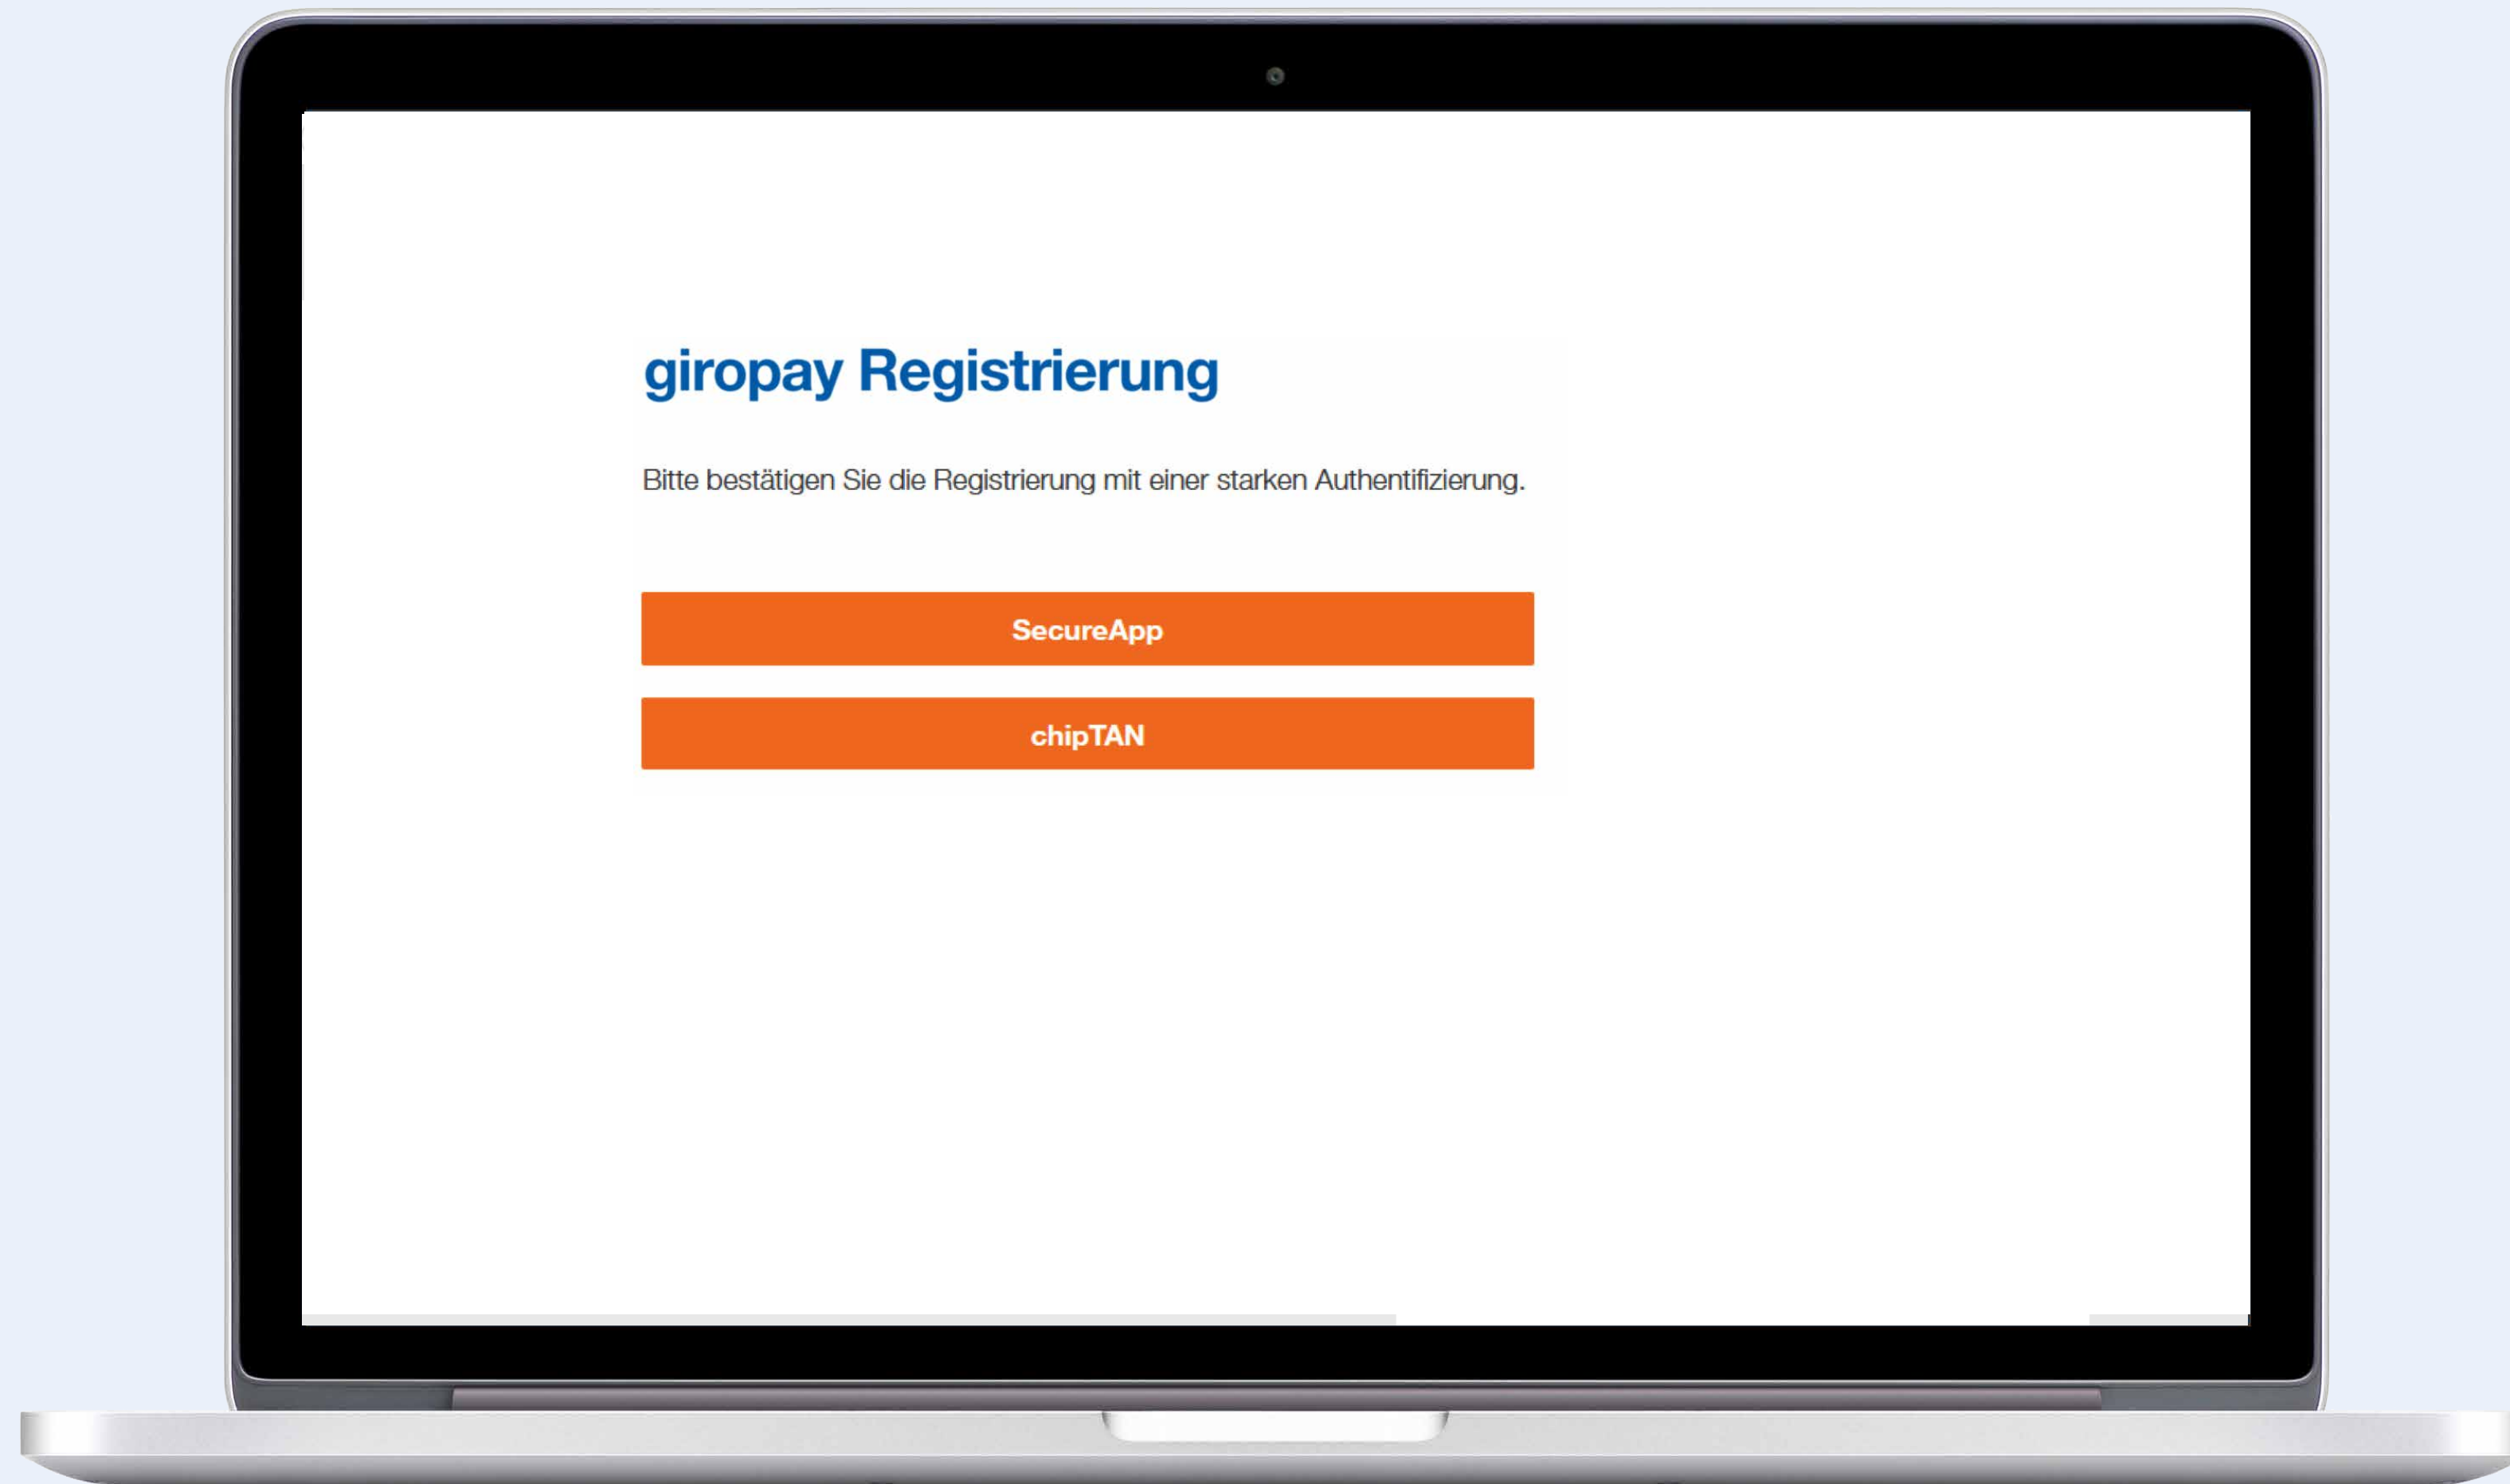 giropay Registrierung
Bitte bestätigen Sie die Registrierung mit einer starken Authentifizierung.
SecureApp
chipTAN